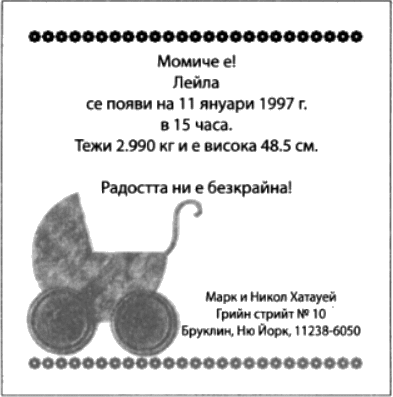 Момиче е!
Лейла
се появи на 11 януари 1997 г.
в 15 часа.
Тежи 2.990 кг и е висока 48.5 см.
Радостта ни е безкрайна!
Марк и Никол Хатауей
Грийн стрийт № 10
Бруклин, Ню Йорк, 11238-6050